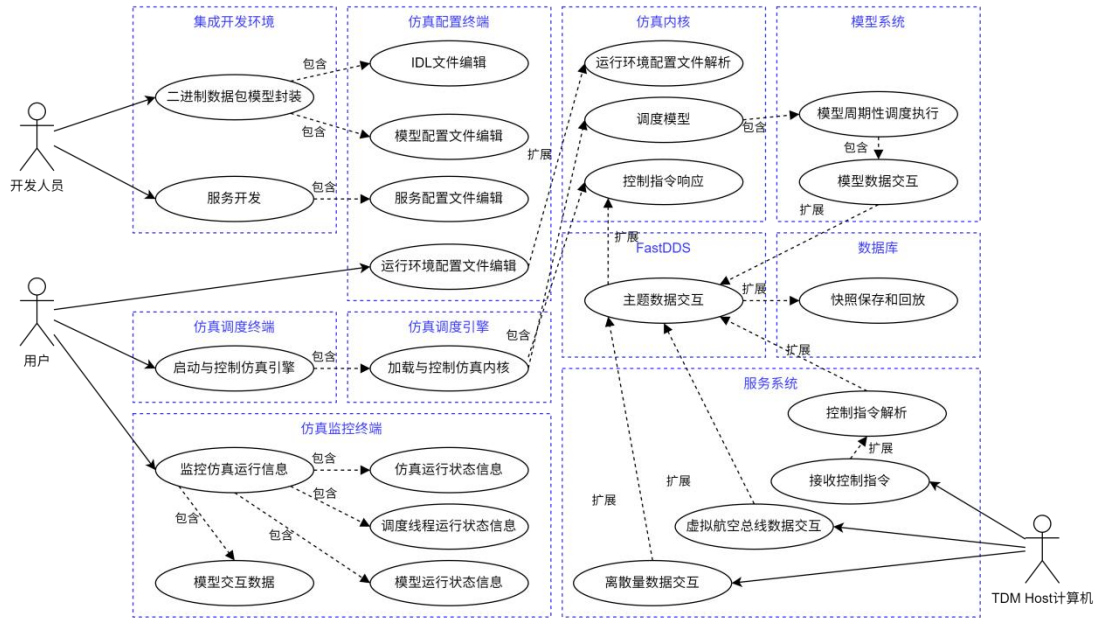 集成开发环境
仿真配置终端
仿真内核
模型系统
包含
IDL文件编辑
运行环境配置文件解析
二进制数据包模型封装
包含
模型配置文件编辑
扩展
调度模型
包含
模型周期性调度执行
包含
开发人员
服务开发
包含
服务配置文件编辑
控制指令响应
模型数据交互
扩展
扩展
FastDDS
数据库
运行环境配置文件编辑
主题数据交互
扩展
快照保存和回放
用户
仿真调度终端
仿真调度引擎
包含
扩展
启动与控制仿真引擎
包含
加载与控制仿真内核
服务系统
仿真监控终端
控制指令解析
扩展
监控仿真运行信息
包含
仿真运行状态信息
扩展
扩展
接收控制指令
包含
包含
包含
调度线程运行状态信息
虚拟航空总线数据交互
模型交互数据
模型运行状态信息
离散量数据交互
TDM Host计算机